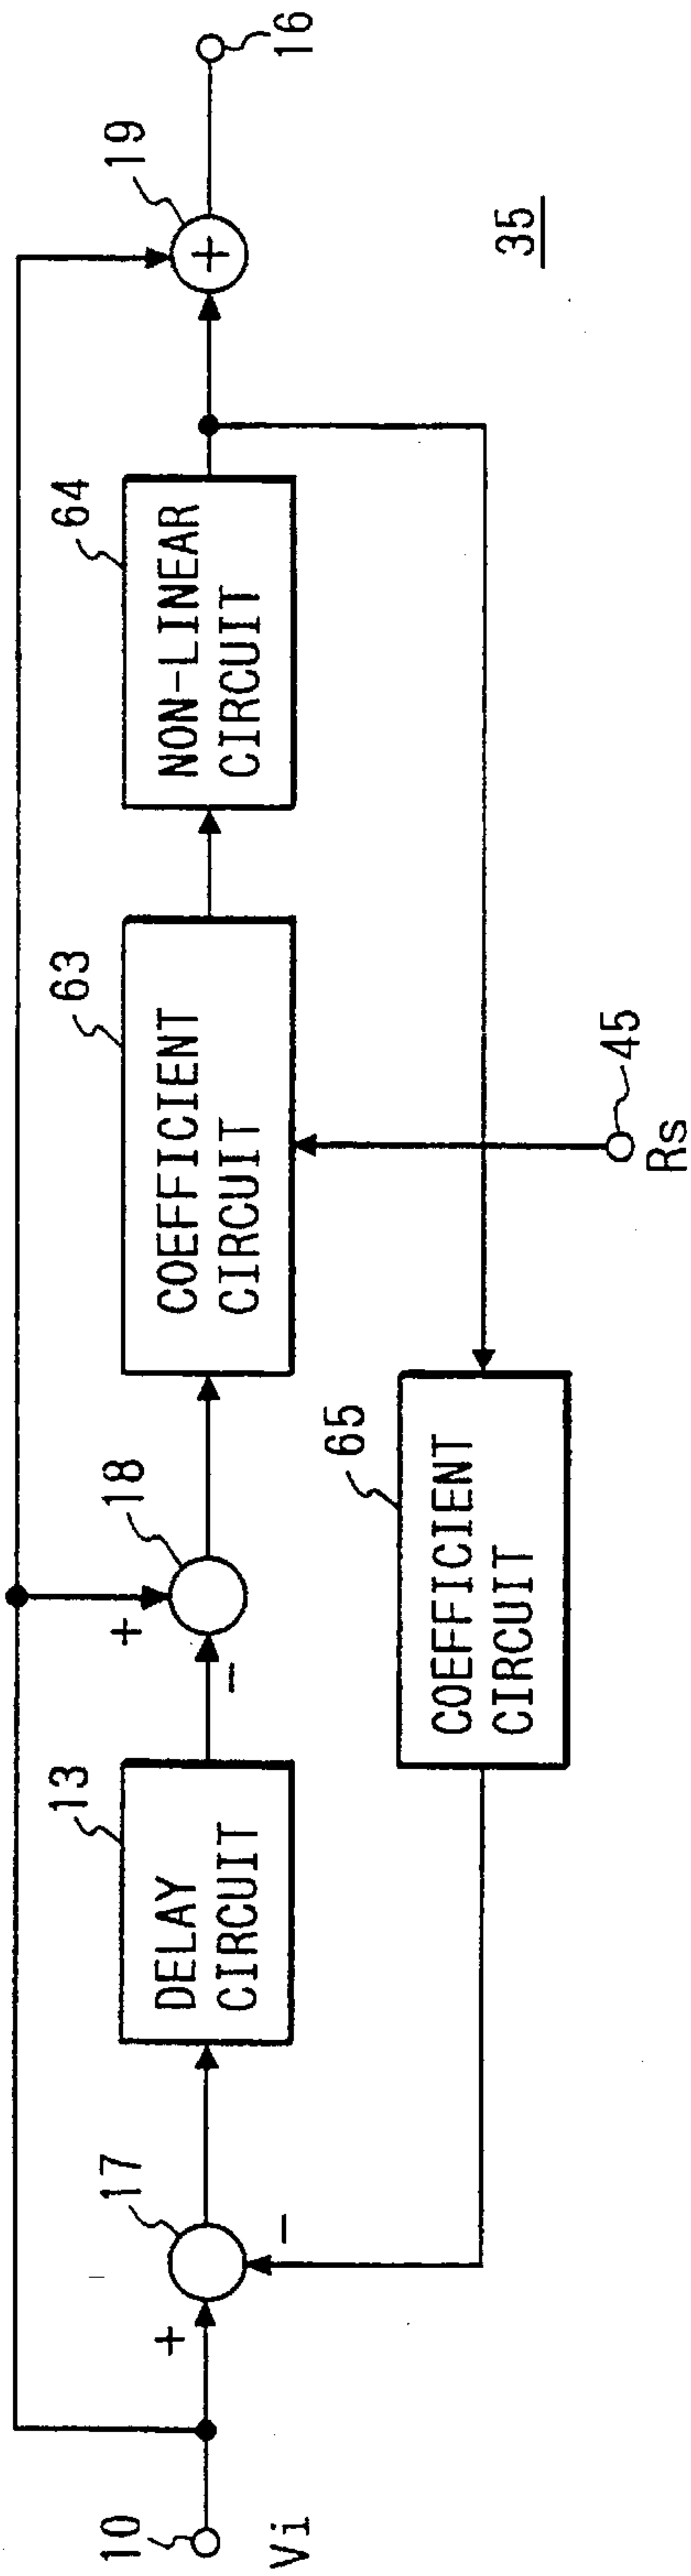 10
Vi
+
17
−
DELAY
CIRCUIT
13
−
+
18
COEFFICIENT
CIRCUIT
63
NON-LINEAR
CIRCUIT
64
+
19
16
COEFFICIENT
CIRCUIT
65
45
Rs
35